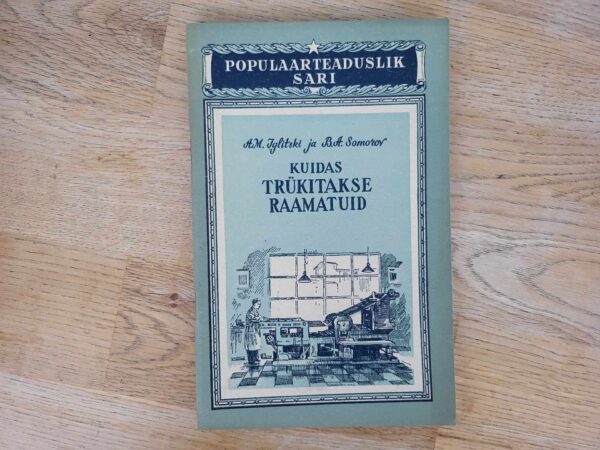 POPULAARTEADUSLIK
SARI
A.M. Iglitski ja B.A. Somorov
KUIDAS
TRÜKITAKSE
RAAMATUID